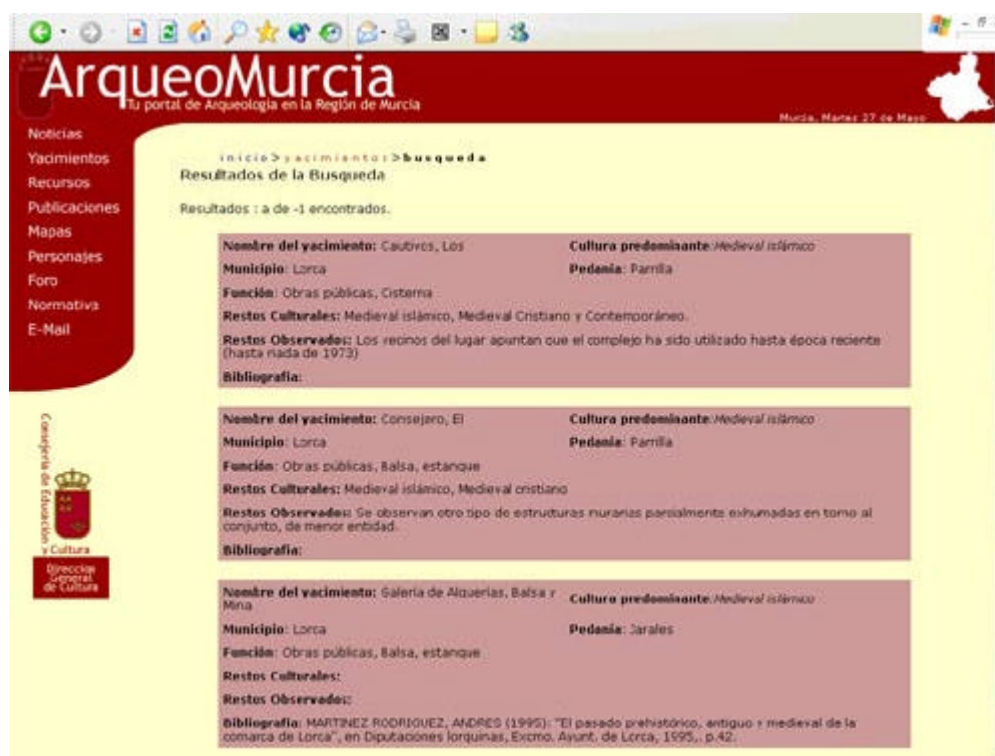 ArqueoMurcia
Tu portal de Arqueología en la Región de Murcia
Murcia, Martes 27 de Mayo
Noticias
Yacimientos
Recursos
Publicaciones
Mapas
Personajes
Foro
Normativa
E-Mail
Consejería de Educación
y Cultura
Direccion
General
de Cultura
inicio>yacimientos>busqueda
Resultados de la Busqueda
Resultados : a de -1 encontrados.
Nombre del yacimiento: Cautivos, Los Cultura predominante:Medieval islámico
Municipio: Lorca Pedanía: Parrilla
Función: Obras públicas, Cisterna
Restos Culturales: Medieval islámico, Medieval Cristiano y Contemporáneo.
Restos Observados: Los vecinos del lugar apuntan que el complejo ha sido utilizado hasta época reciente
(hasta riada de 1973)
Bibliografia:
Nombre del yacimiento: Consejero, El Cultura predominante:Medieval islámico
Municipio: Lorca Pedanía: Parrilla
Función: Obras públicas, Balsa, estanque
Restos Culturales: Medieval islámico, Medieval cristiano
Restos Observados: Se observan otro tipo de estructuras murarias parcialmente exhumadas en torno al
conjunto, de menor entidad.
Bibliografia:
Nombre del yacimiento: Galería de Alquerías, Balsa y Cultura predominante:Medieval islámico
Mina
Municipio: Lorca Pedanía: Jarales
Función: Obras públicas, Balsa, estanque
Restos Culturales:
Restos Observados:
Bibliografia: MARTINEZ RODRIGUEZ, ANDRES (1995): "El pasado prehistórico, antiguo y medieval de la
comarca de Lorca", en Diputaciones lorquinas, Excmo. Ayunt. de Lorca, 1995,. p.42.